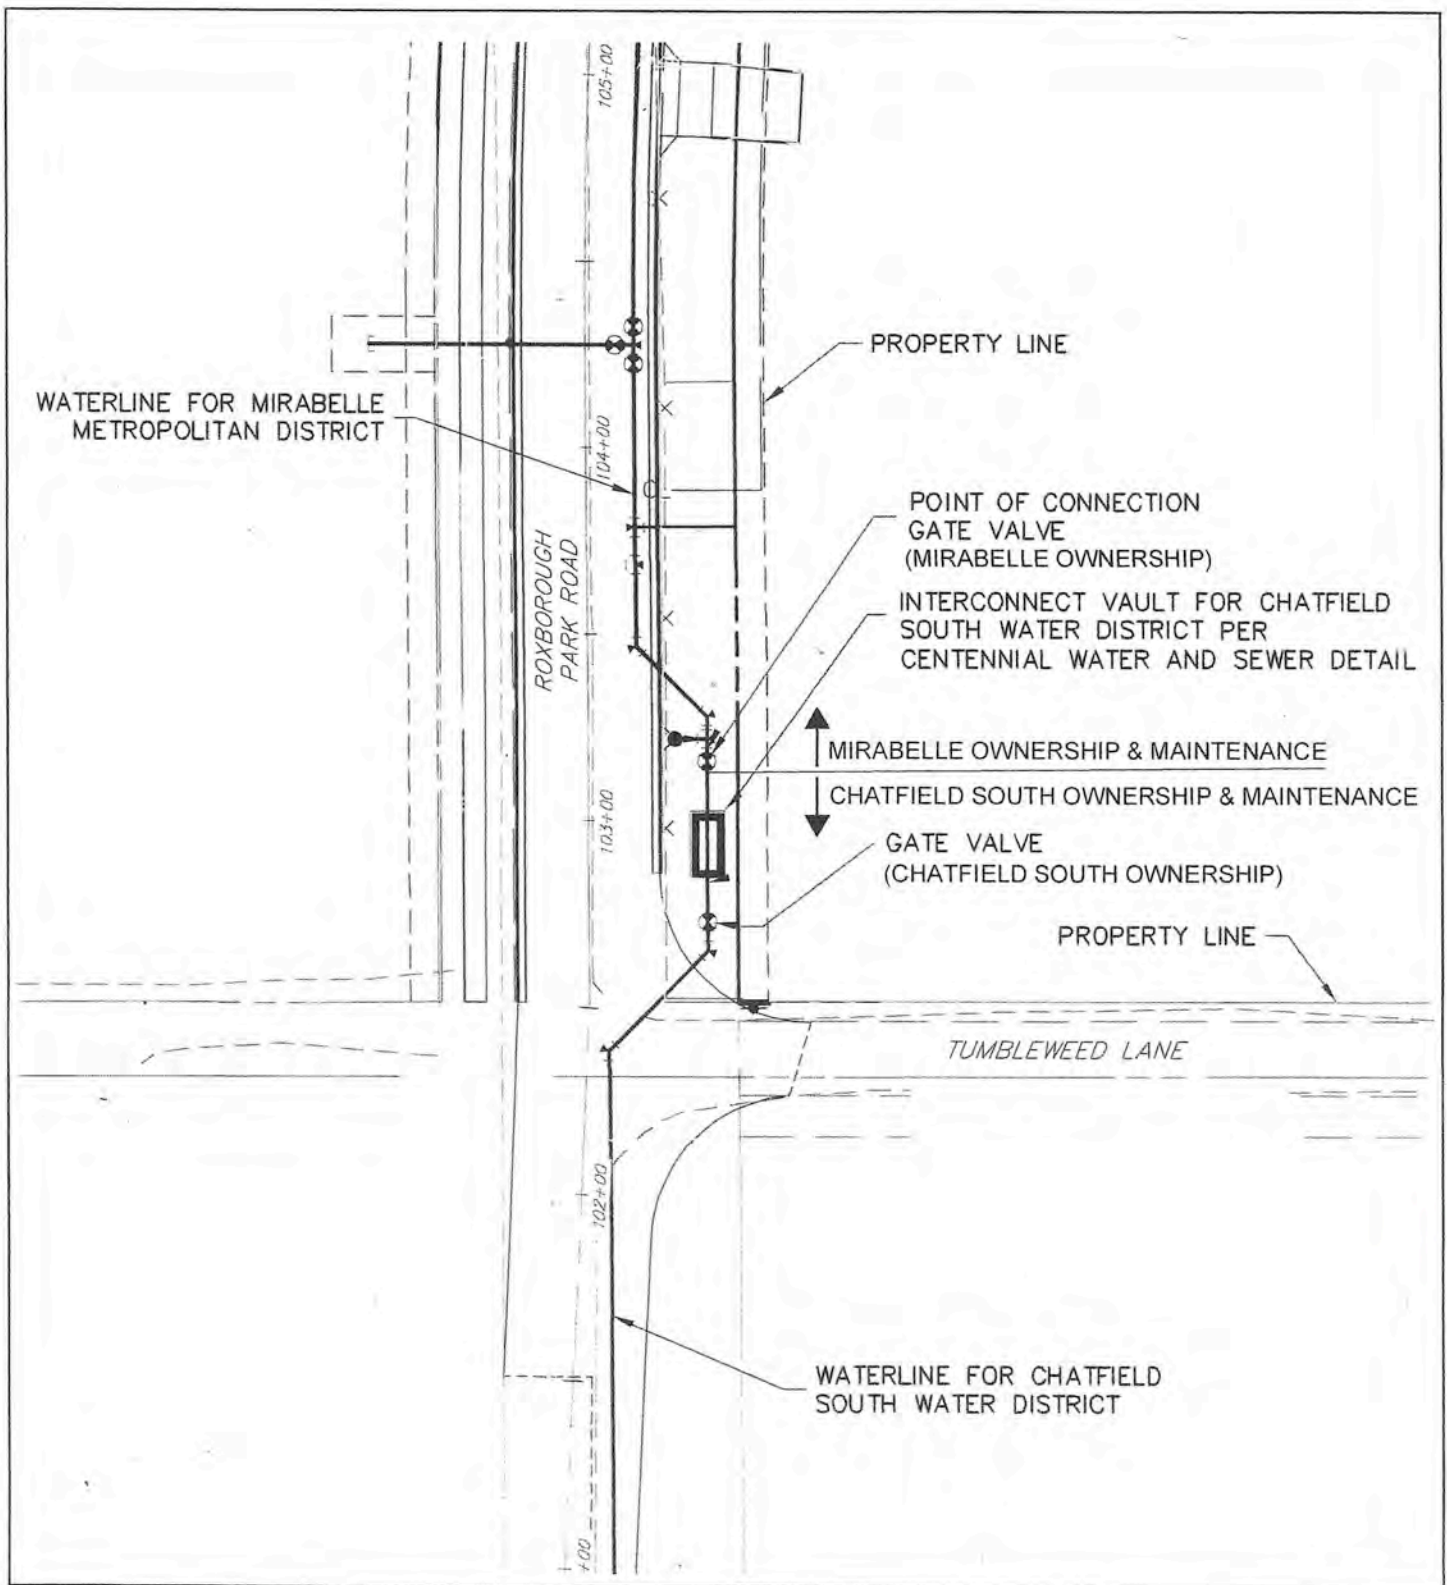 105+00
PROPERTY LINE
WATERLINE FOR MIRABELLE
METROPOLITAN DISTRICT
104+00
POINT OF CONNECTION
GATE VALVE
(MIRABELLE OWNERSHIP)
ROXBOROUGH
PARK ROAD
INTERCONNECT VAULT FOR CHATFIELD
SOUTH WATER DISTRICT PER
CENTENNIAL WATER AND SEWER DETAIL
MIRABELLE OWNERSHIP & MAINTENANCE
CHATFIELD SOUTH OWNERSHIP & MAINTENANCE
103+00
GATE VALVE
(CHATFIELD SOUTH OWNERSHIP)
PROPERTY LINE
TUMBLEWEED LANE
102+00
WATERLINE FOR CHATFIELD
SOUTH WATER DISTRICT
+00